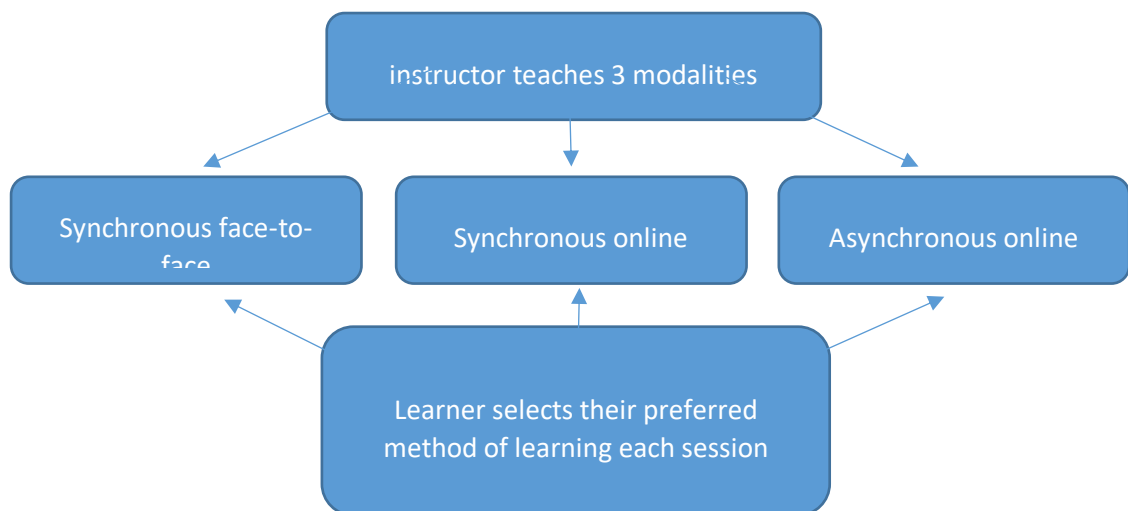 instructor teaches 3 modalities
Synchronous face-to-
face
Synchronous online
Asynchronous online
Learner selects their preferred
method of learning each session